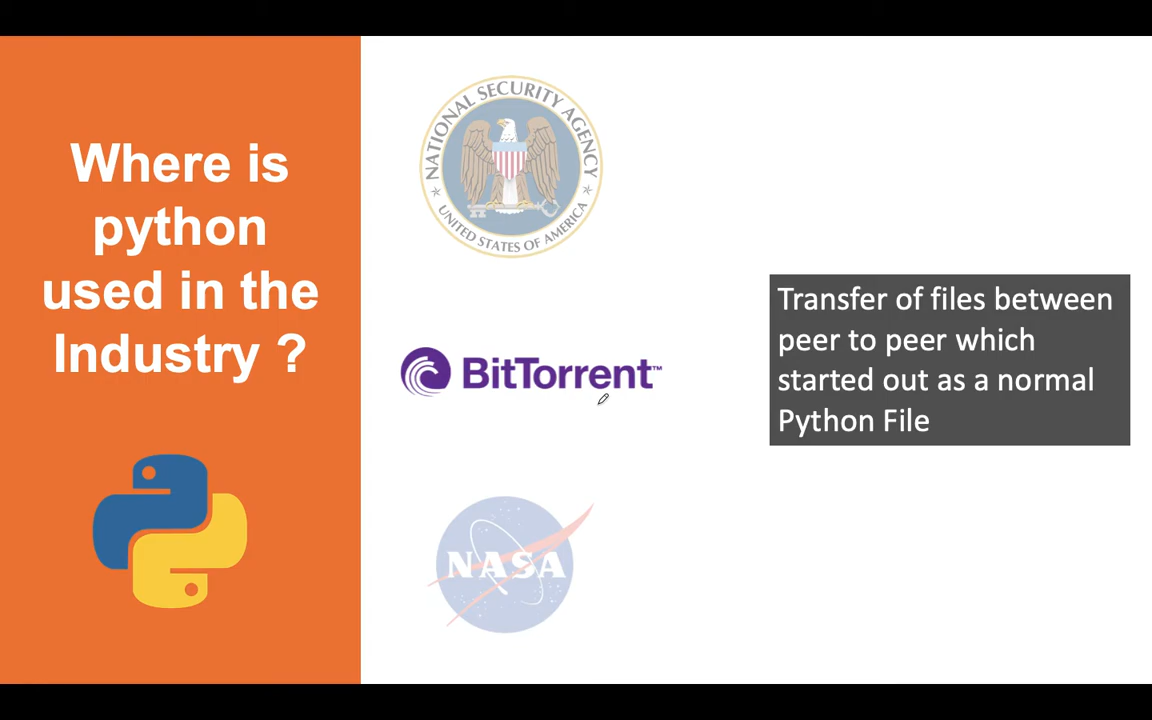 Where is
python
used in the
Industry ?
NATIONAL SECURITY AGENCY
UNITED STATES OF AMERICA
BitTorrent™
Transfer of files between
peer to peer which
started out as a normal
Python File
NASA